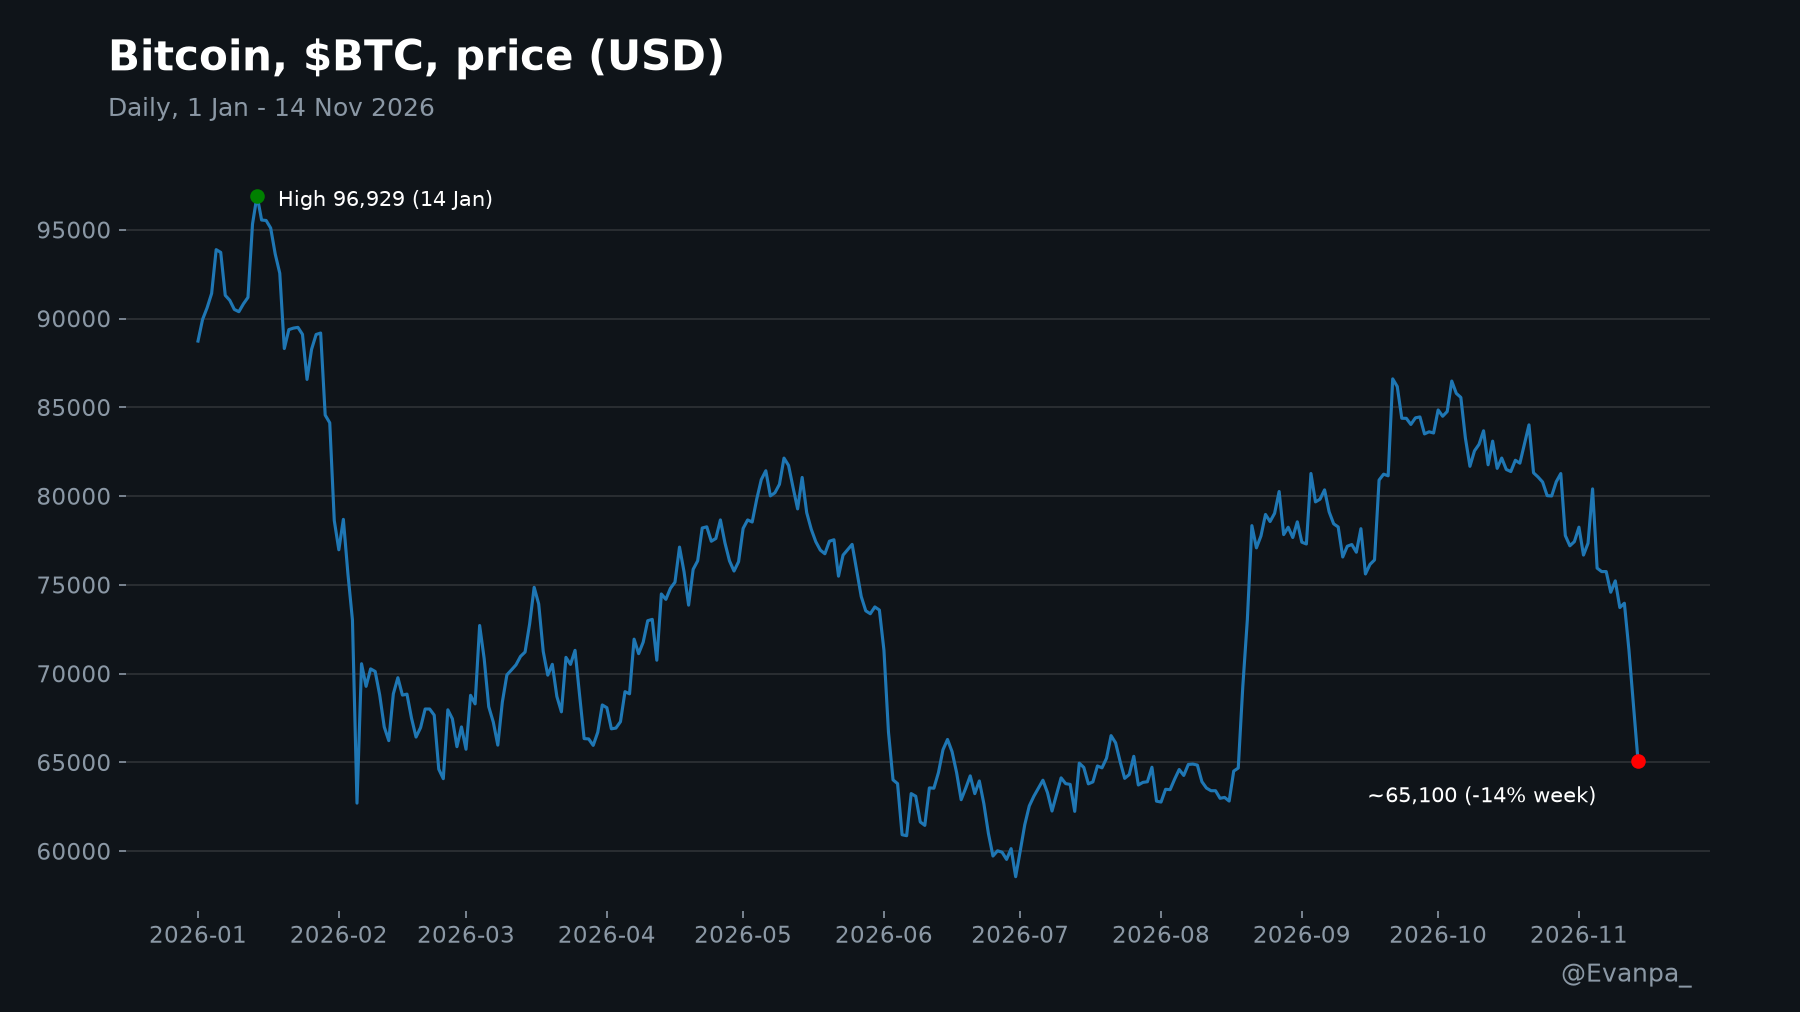 Bitcoin, $BTC, price (USD)
Daily, 1 Jan - 14 Nov 2026
High 96,929 (14 Jan)
95000
90000
85000
80000
75000
70000
65000
60000
~65,100 (-14% week)
2026-01 2026-02 2026-03 2026-04 2026-05 2026-06 2026-07 2026-08 2026-09 2026-10 2026-11
@Evanpa_